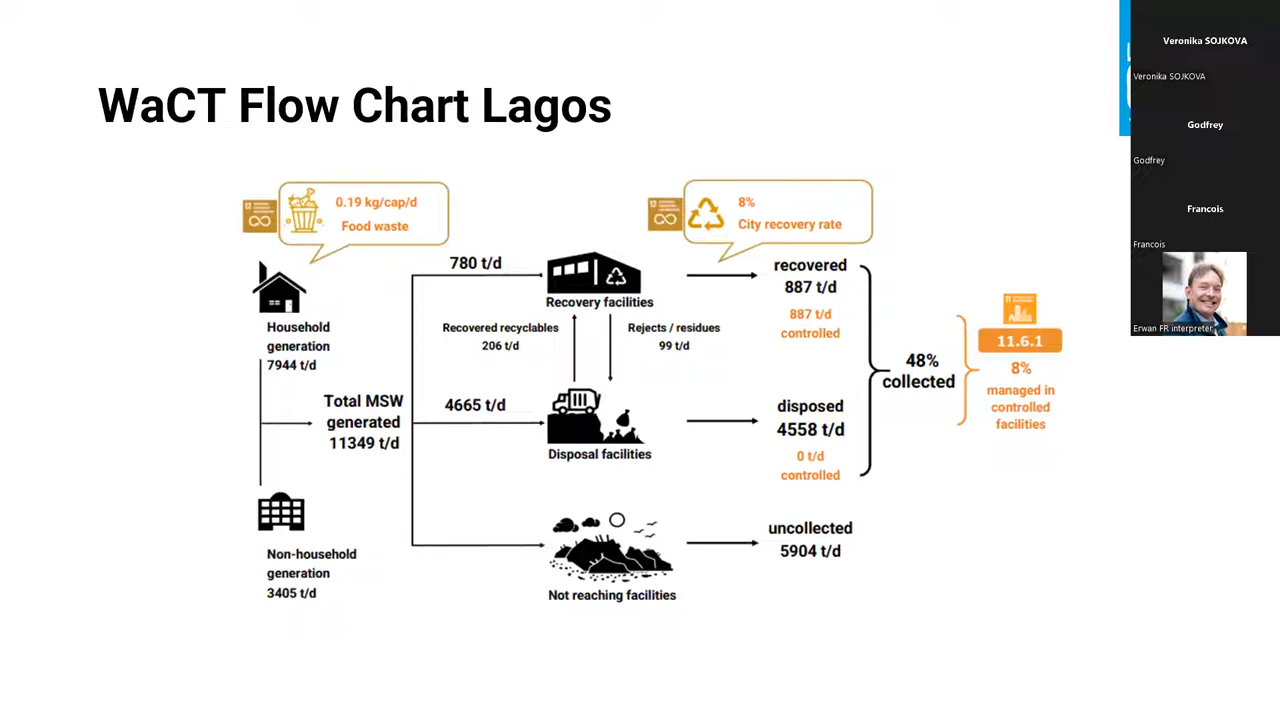 WaCT Flow Chart Lagos
0.19 kg/cap/d
Food waste
8%
City recovery rate
Household
generation
7944 t/d
Total MSW
generated
11349 t/d
Non-household
generation
3405 t/d
780 t/d
Recovery facilities
Recovered recyclables
206 t/d
Rejects / residues
99 t/d
4665 t/d
Disposal facilities
Not reaching facilities
recovered
887 t/d
887 t/d
controlled
disposed
4558 t/d
0 t/d
controlled
uncollected
5904 t/d
48%
collected
11.6.1
8%
managed in
controlled
facilities
Veronika SOJKOVA
Veronika SOJKOVA
Godfrey
Godfrey
Francois
Francois
Erwan FR interpreter